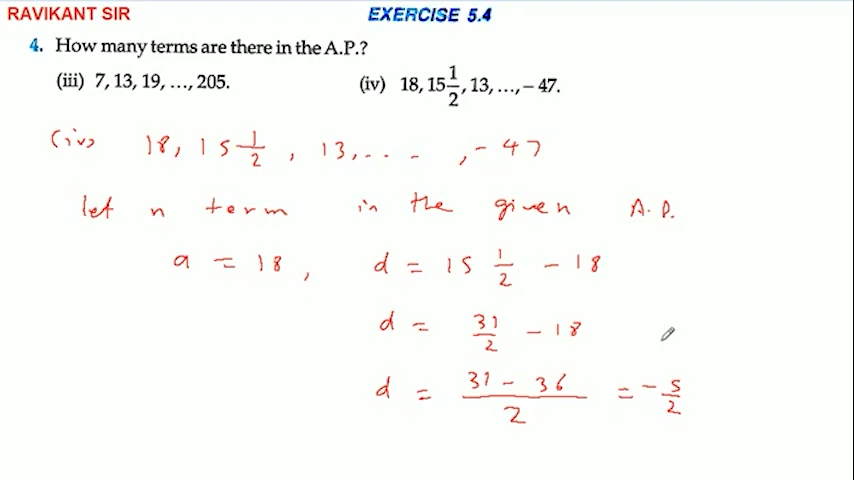 RAVIKANT SIR
EXERCISE 5.4
4. How many terms are there in the A.P.?
(iii) 7, 13, 19, ..., 205. (iv) 18, 15 1/2, 13, ..., – 47.
(iv) 18, 15 1/2, 13, ... . , - 47
let n term in the given A.P.
a = 18, d = 15 1/2 - 18
d = 31/2 - 18
d = 31 - 36 / 2 = - 5/2